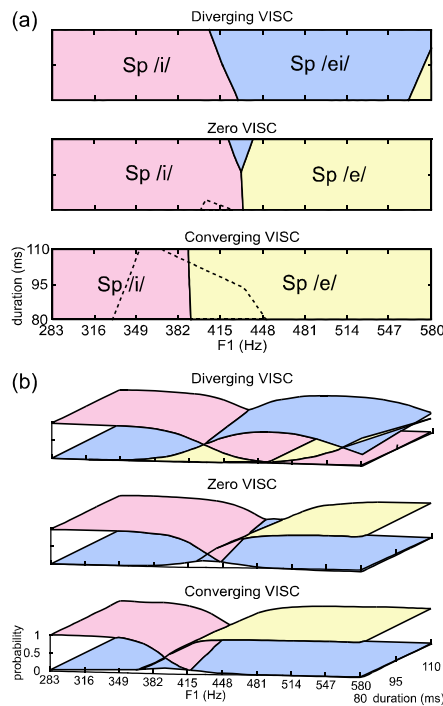 (a)
Diverging VISC
Sp /i/ Sp /ei/
Zero VISC
Sp /i/ Sp /e/
Converging VISC
duration (ms)
110
95
80
Sp /i/ Sp /e/
283 316 349 382 415 448 481 514 547 580
F1 (Hz)
(b)
Diverging VISC
Zero VISC
Converging VISC
probability
1
0.5
0
283 316 349 382 415 448 481 514 547 580
F1 (Hz)
80 95 110
duration (ms)